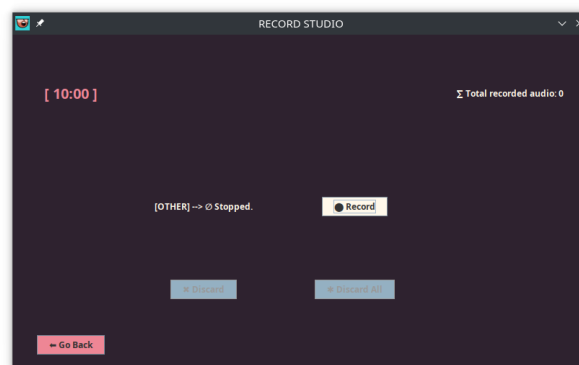 RECORD STUDIO
[ 10:00 ]
∑ Total recorded audio: 0
[OTHER] --> ∅ Stopped.
● Record
✖ Discard
✖ Discard All
⬅ Go Back